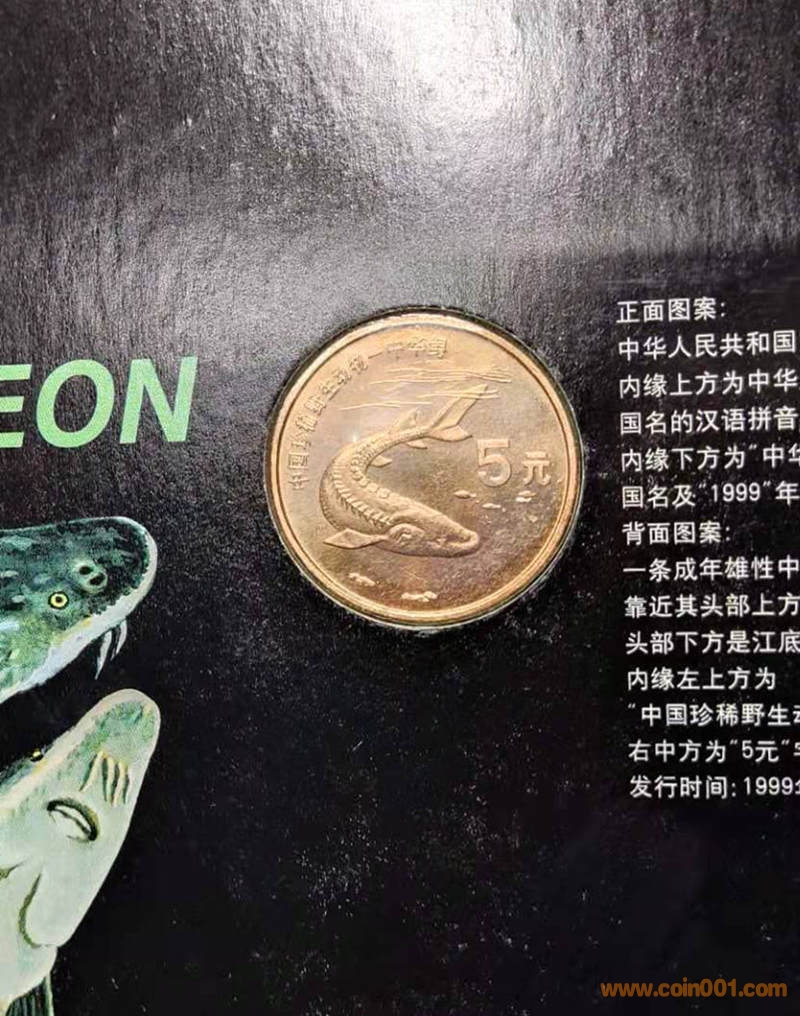 EON
中国珍稀野生动物—中华鲟
5元
正面图案:
中华人民共和国
内缘上方为中华
国名的汉语拼音
内缘下方为"中华
国名及"1999"年
背面图案:
一条成年雄性中
靠近其头部上方
头部下方是江底
内缘左上方为
"中国珍稀野生动
右中方为"5元"字
发行时间:1999
www.coin001.com